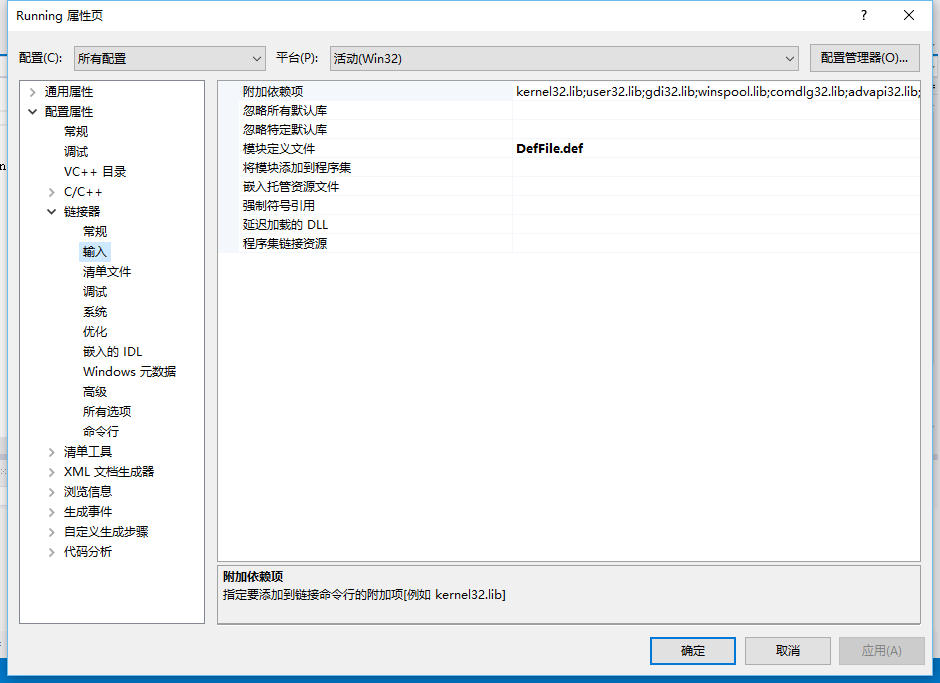 Running 属性页
配置(C): 所有配置 平台(P): 活动(Win32) 配置管理器(O)...
通用属性
配置属性
常规
调试
VC++ 目录
C/C++
链接器
常规
输入
清单文件
调试
系统
优化
嵌入的 IDL
Windows 元数据
高级
所有选项
命令行
清单工具
XML 文档生成器
浏览信息
生成事件
自定义生成步骤
代码分析
附加依赖项 kernel32.lib;user32.lib;gdi32.lib;winspool.lib;comdlg32.lib;advapi32.lib;
忽略所有默认库
忽略特定默认库
模块定义文件 DefFile.def
将模块添加到程序集
嵌入托管资源文件
强制符号引用
延迟加载的 DLL
程序集链接资源
附加依赖项
指定要添加到链接命令行的附加项[例如 kernel32.lib]
确定 取消 应用(A)